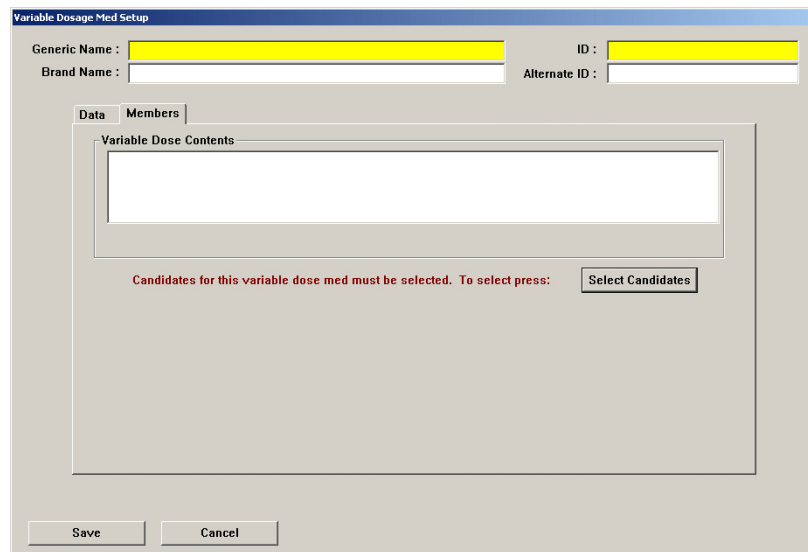 Variable Dosage Med Setup
Generic Name : ID :
Brand Name : Alternate ID :
Data Members
Variable Dose Contents
Candidates for this variable dose med must be selected. To select press: Select Candidates
Save Cancel